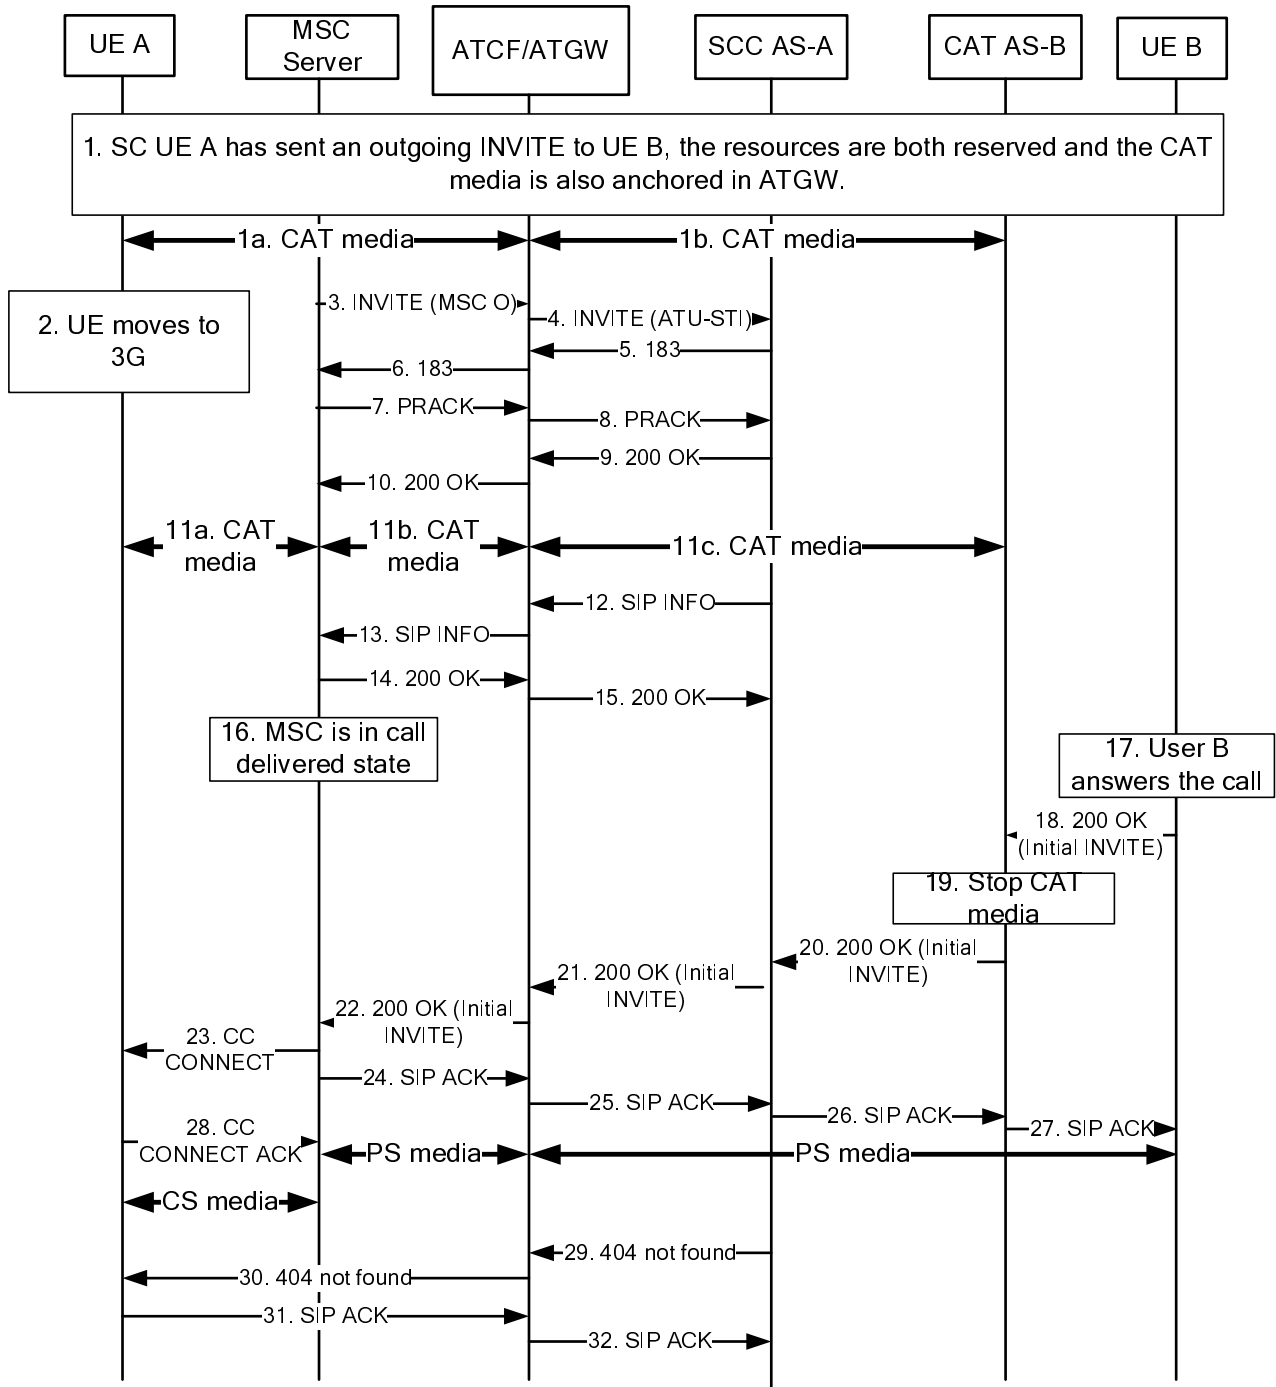 UE A
MSC
Server
ATCF/ATGW
SCC AS-A
CAT AS-B
UE B
1. SC UE A has sent an outgoing INVITE to UE B, the resources are both reserved and the CAT
media is also anchored in ATGW.
1a. CAT media
1b. CAT media
2. UE moves to
3G
3. INVITE (MSC O)
4. INVITE (ATU-STI)
5. 183
6. 183
7. PRACK
8. PRACK
9. 200 OK
10. 200 OK
11a. CAT
media
11b. CAT
media
11c. CAT media
12. SIP INFO
13. SIP INFO
14. 200 OK
15. 200 OK
16. MSC is in call
delivered state
17. User B
answers the call
18. 200 OK
(Initial INVITE)
19. Stop CAT
media
20. 200 OK (Initial
INVITE)
21. 200 OK (Initial
INVITE)
22. 200 OK (Initial
INVITE)
23. CC
CONNECT
24. SIP ACK
25. SIP ACK
26. SIP ACK
27. SIP ACK
28. CC
CONNECT ACK
PS media
PS media
CS media
29. 404 not found
30. 404 not found
31. SIP ACK
32. SIP ACK